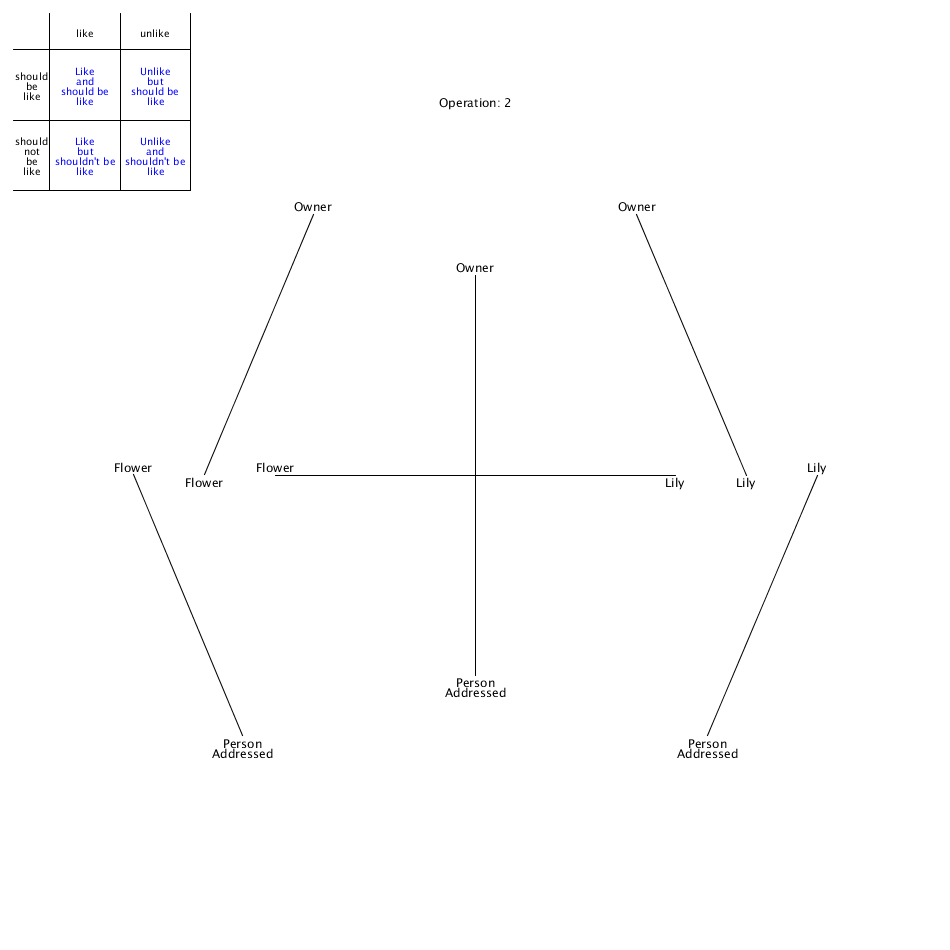 like
unlike
should
be
like
Like
and
should be
like
Unlike
but
should be
like
should
not
be
like
Like
but
shouldn't be
like
Unlike
and
shouldn't be
like
Operation: 2
Owner
Owner
Owner
Flower
Flower
Flower
Lily
Lily
Lily
Person
Addressed
Person
Addressed
Person
Addressed